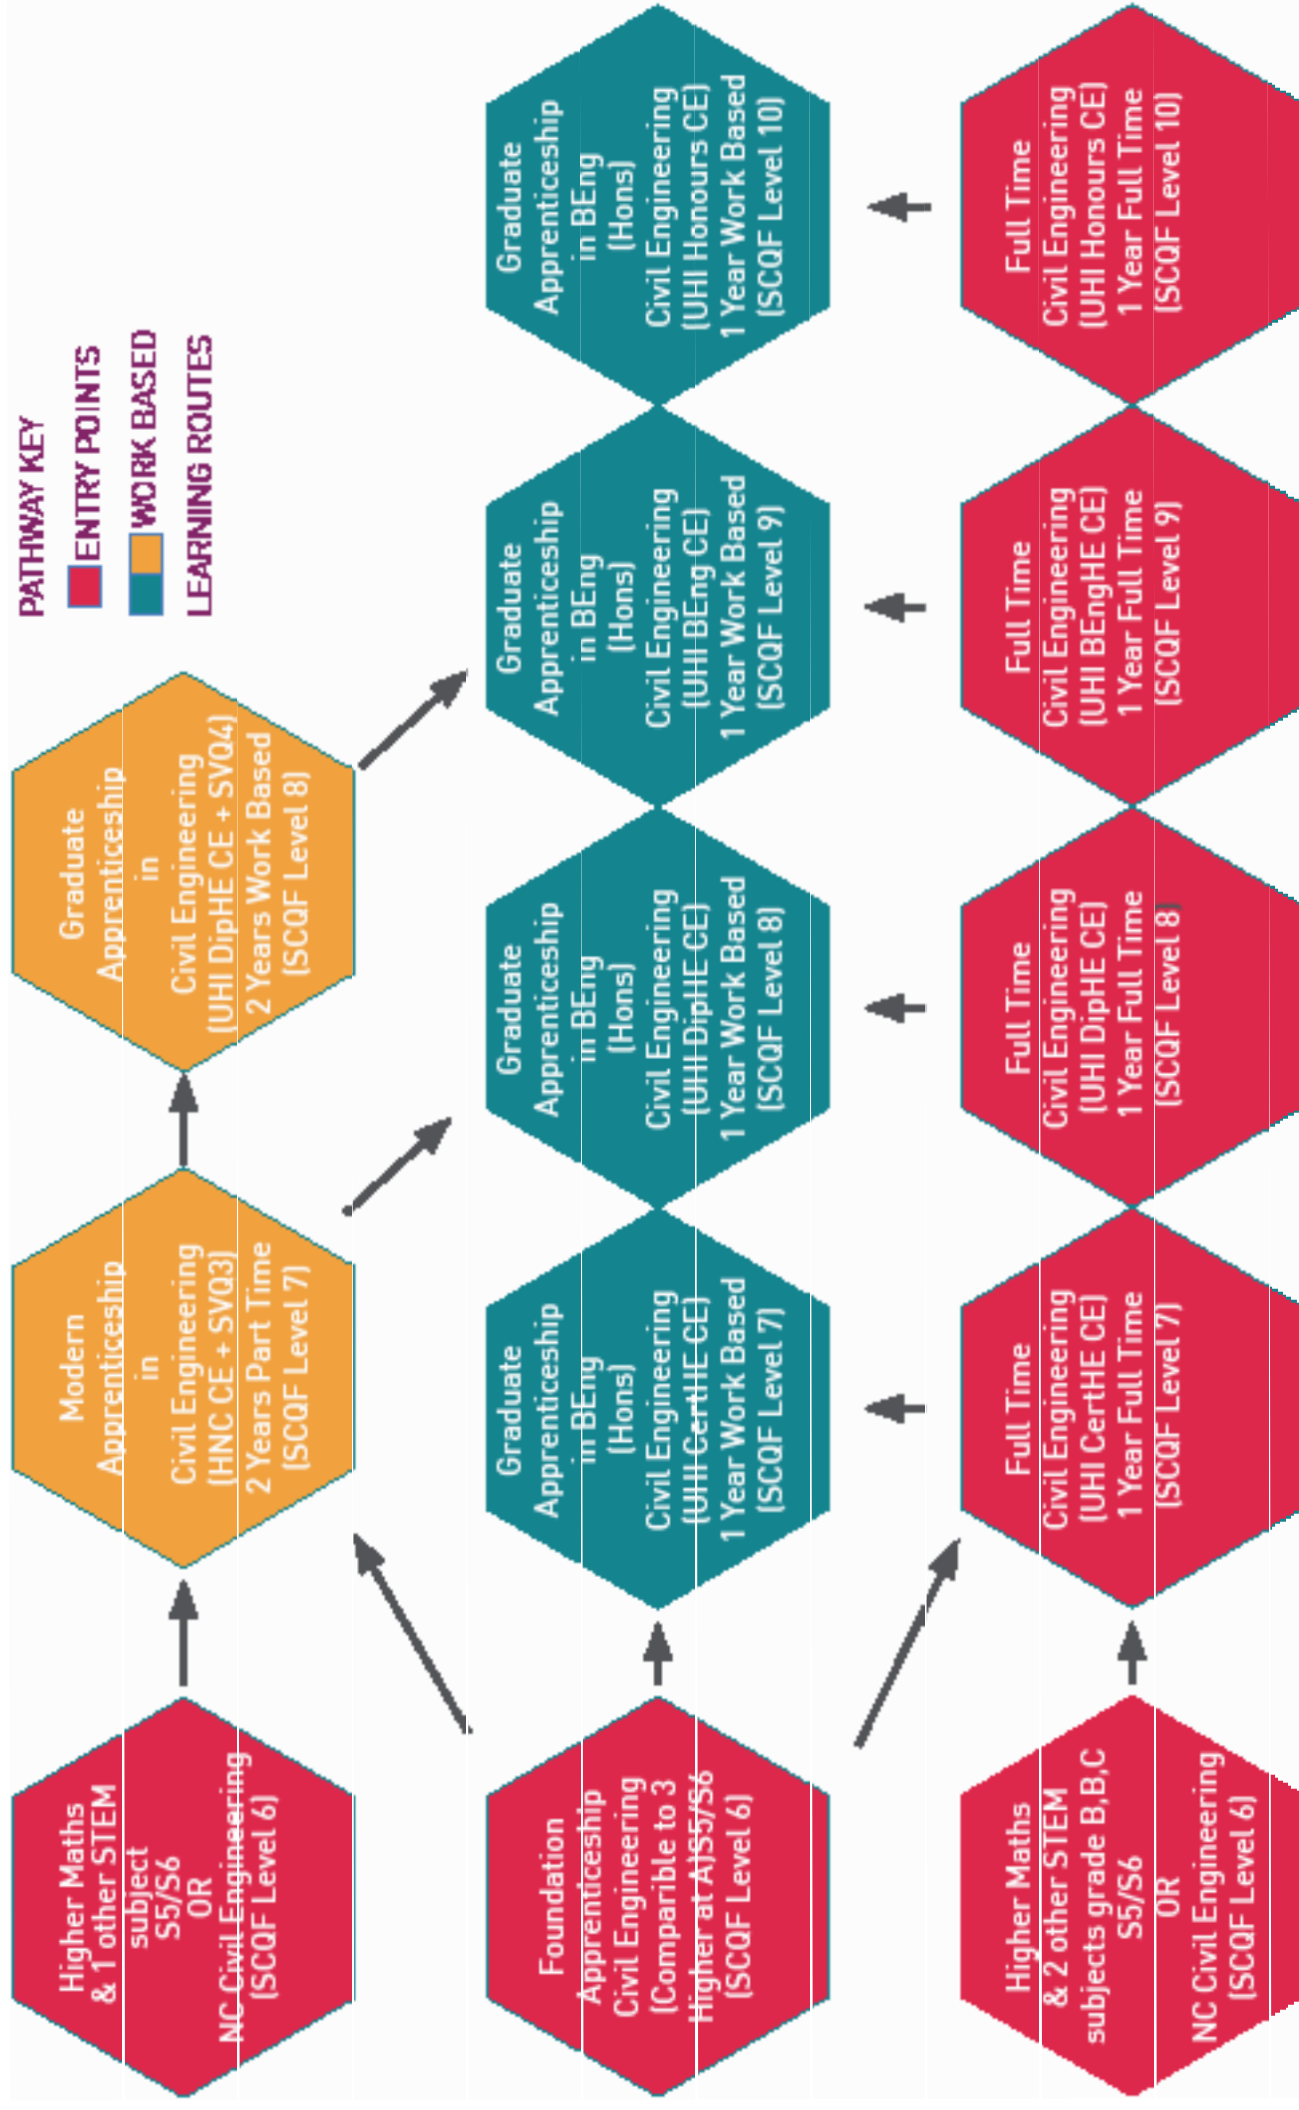 Higher Maths
& 1 other STEM
subject
S5/S6
OR
NC Civil Engineering
(SCQF Level 6)
Modern
Apprenticeship
in
Civil Engineering
(HNC CE + SVQ3)
2 Years Part Time
(SCQF Level 7)
Graduate
Apprenticeship
in
Civil Engineering
(UHI DipHE CE + SVQ4)
2 Years Work Based
(SCQF Level 8)
PATHWAY KEY
ENTRY POINTS
WORK BASED
LEARNING ROUTES
Foundation
Apprenticeship
Civil Engineering
(Comparible to 3
Higher at A)S5/S6
(SCQF Level 6)
Graduate
Apprenticeship
in BEng
(Hons)
Civil Engineering
(UHI CertHE CE)
1 Year Work Based
(SCQF Level 7)
Graduate
Apprenticeship
in BEng
(Hons)
Civil Engineering
(UHI DipHE CE)
1 Year Work Based
(SCQF Level 8)
Graduate
Apprenticeship
in BEng
(Hons)
Civil Engineering
(UHI BEng CE)
1 Year Work Based
(SCQF Level 9)
Graduate
Apprenticeship
in BEng
(Hons)
Civil Engineering
(UHI Honours CE)
1 Year Work Based
(SCQF Level 10)
Higher Maths
& 2 other STEM
subjects grade B,B,C
S5/S6
OR
NC Civil Engineering
(SCQF Level 6)
Full Time
Civil Engineering
(UHI CertHE CE)
1 Year Full Time
(SCQF Level 7)
Full Time
Civil Engineering
(UHI DipHE CE)
1 Year Full Time
(SCQF Level 8)
Full Time
Civil Engineering
(UHI BEngHE CE)
1 Year Full Time
(SCQF Level 9)
Full Time
Civil Engineering
(UHI Honours CE)
1 Year Full Time
(SCQF Level 10)